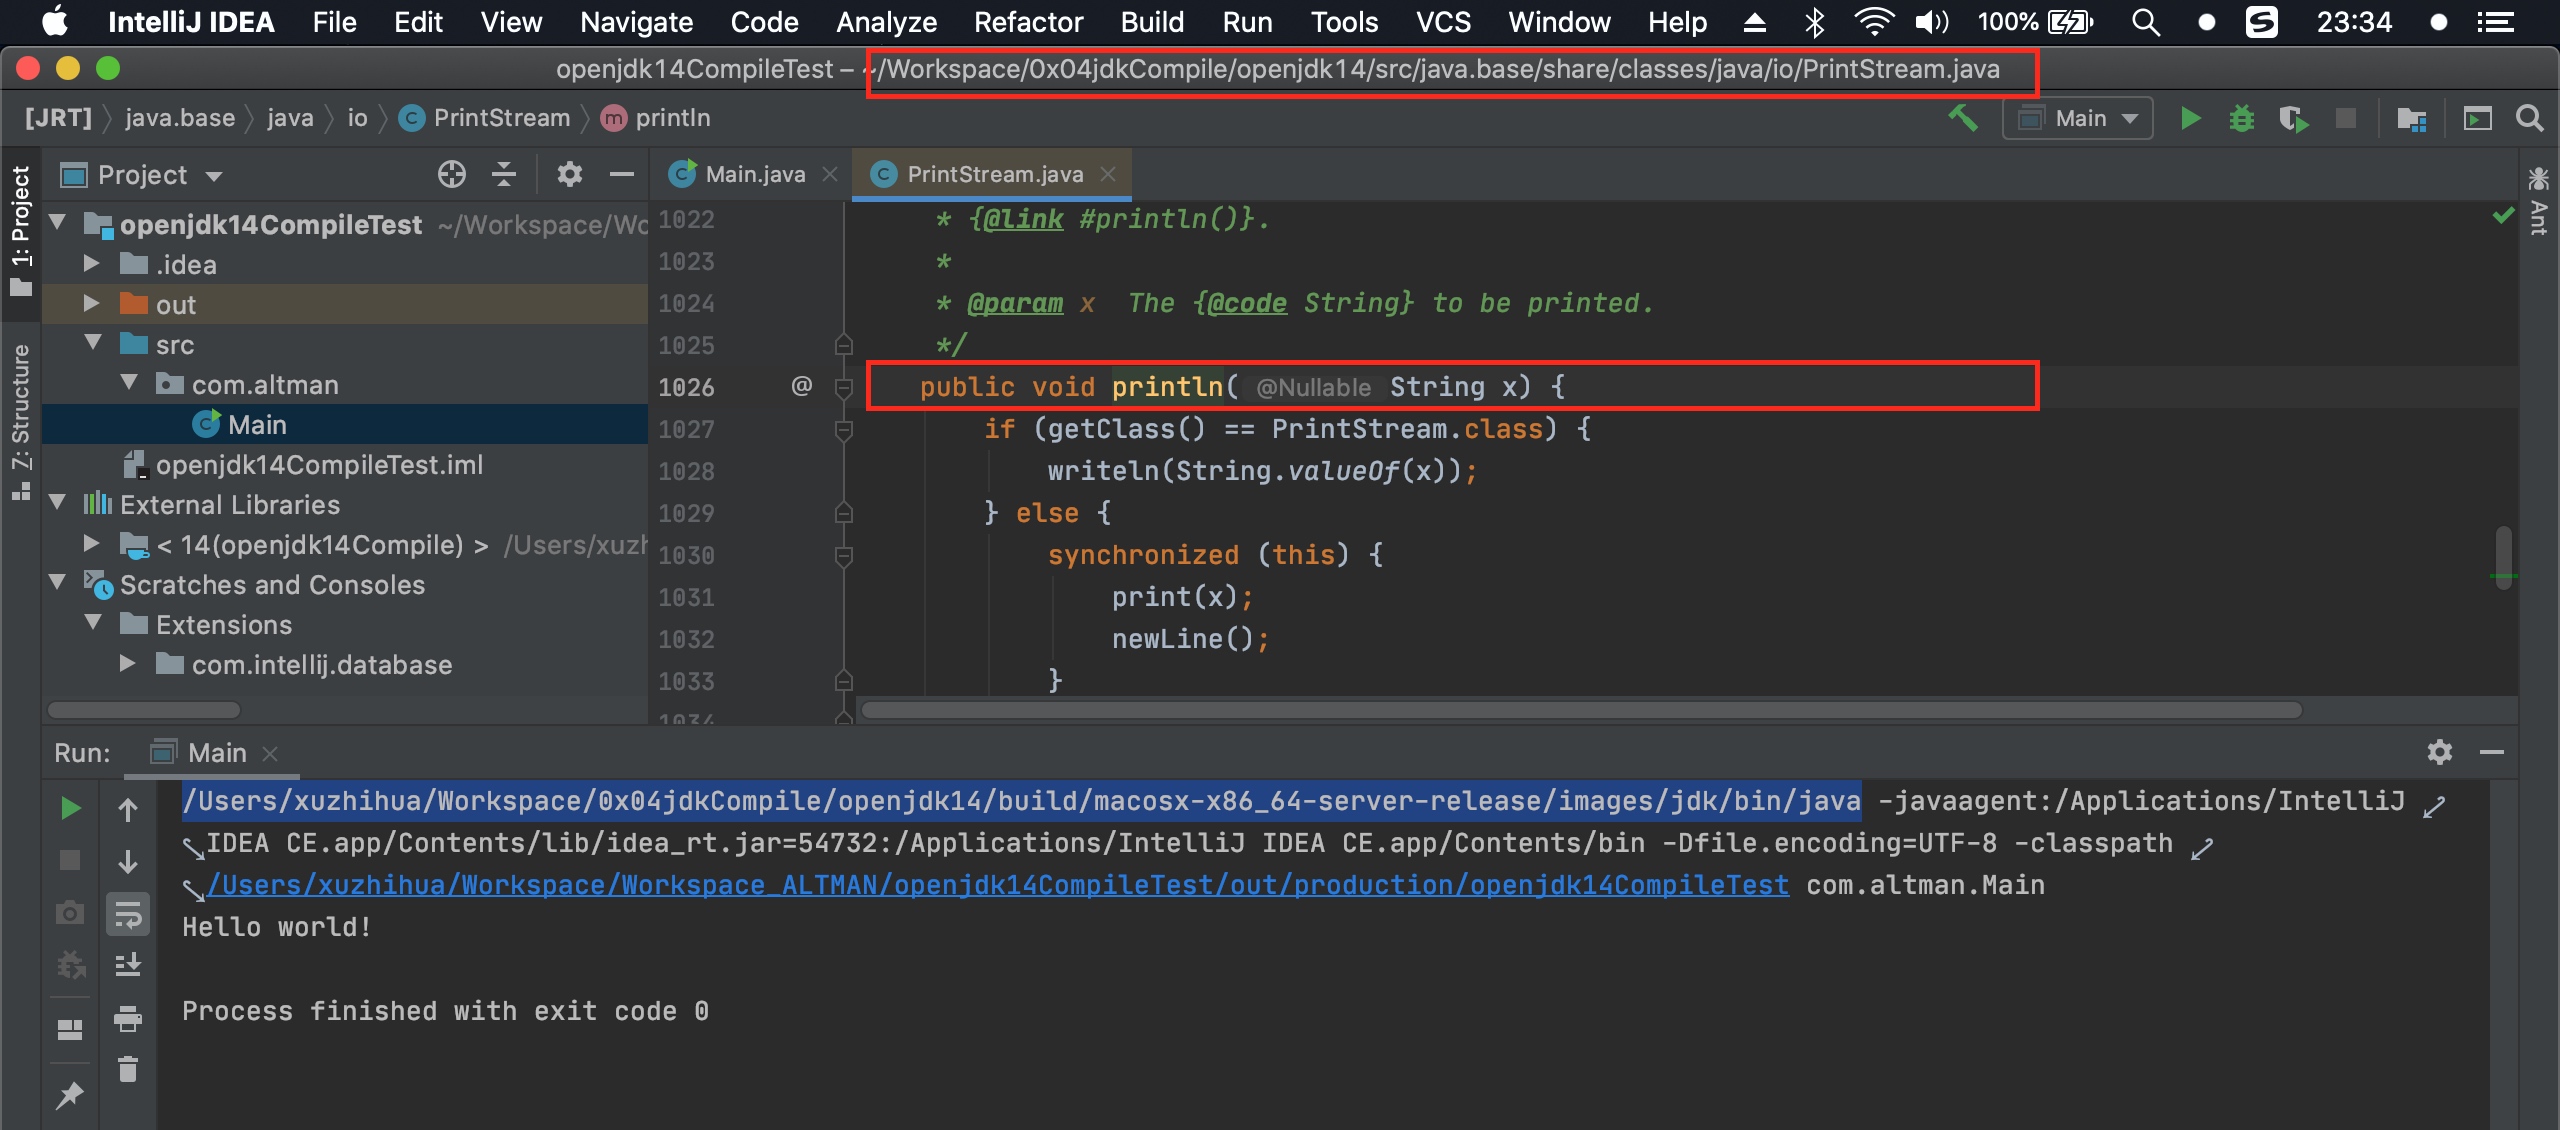 IntelliJ IDEA File Edit View Navigate Code Analyze Refactor Build Run Tools VCS Window Help 100% 23:34
openjdk14CompileTest – ~/Workspace/0x04jdkCompile/openjdk14/src/java.base/share/classes/java/io/PrintStream.java
[JRT] java.base java io PrintStream println Main
Project
Main.java PrintStream.java
1: Project
Z: Structure
Ant
openjdk14CompileTest ~/Workspace/Wo
.idea
out
src
com.altman
Main
openjdk14CompileTest.iml
External Libraries
< 14(openjdk14Compile) > /Users/xuzh
Scratches and Consoles
Extensions
com.intellij.database
1022 * {@link #println()}.
1023 *
1024 * @param x The {@code String} to be printed.
1025 */
1026 @ public void println( @Nullable String x) {
1027 if (getClass() == PrintStream.class) {
1028 writeln(String.valueOf(x));
1029 } else {
1030 synchronized (this) {
1031 print(x);
1032 newLine();
1033 }
1034
Run: Main
/Users/xuzhihua/Workspace/0x04jdkCompile/openjdk14/build/macosx-x86_64-server-release/images/jdk/bin/java -javaagent:/Applications/IntelliJ
IDEA CE.app/Contents/lib/idea_rt.jar=54732:/Applications/IntelliJ IDEA CE.app/Contents/bin -Dfile.encoding=UTF-8 -classpath
/Users/xuzhihua/Workspace/Workspace_ALTMAN/openjdk14CompileTest/out/production/openjdk14CompileTest com.altman.Main
Hello world!
Process finished with exit code 0